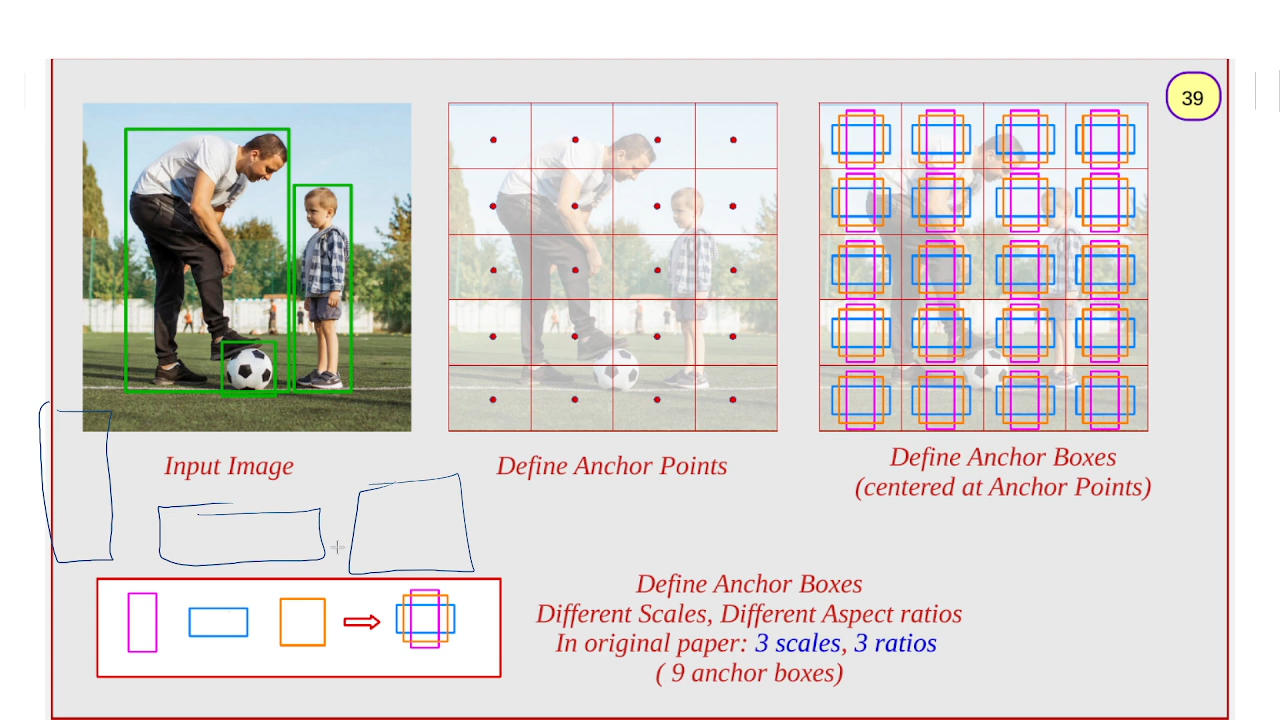 39
Input Image
Define Anchor Points
Define Anchor Boxes
(centered at Anchor Points)
Define Anchor Boxes
Different Scales, Different Aspect ratios
In original paper: 3 scales, 3 ratios
( 9 anchor boxes)